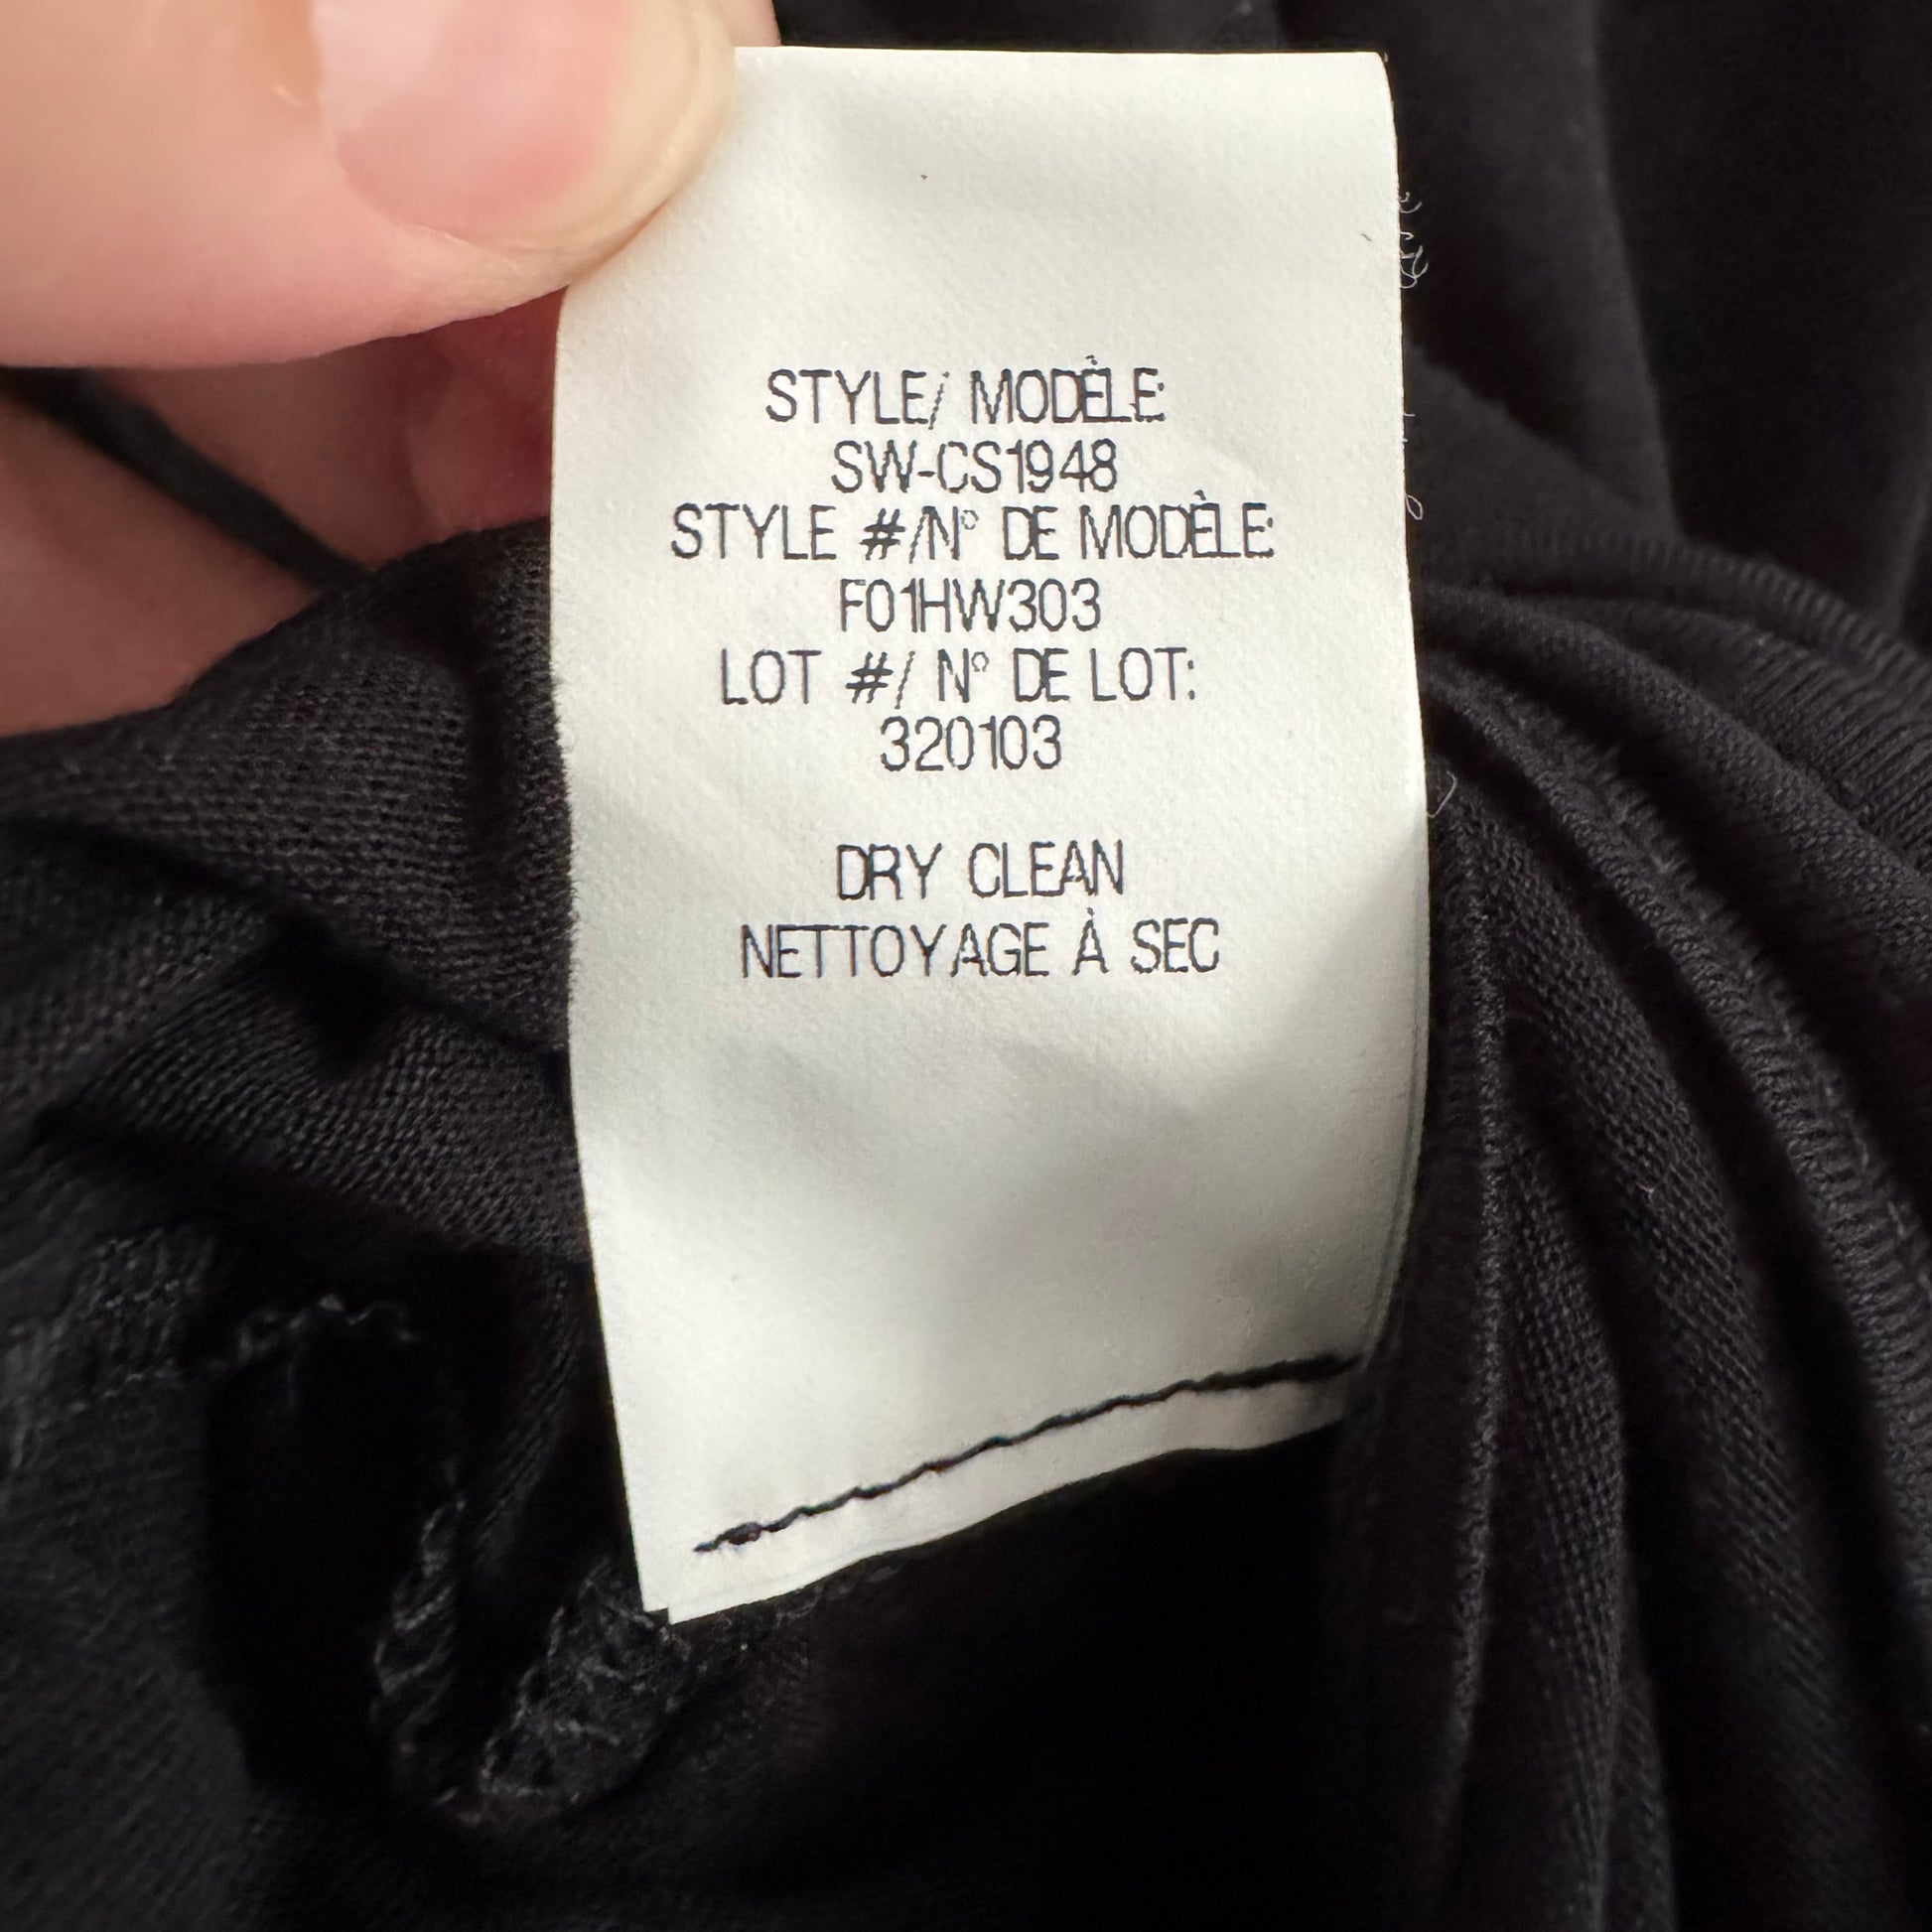 STYLE/ MODÈLE:
SW-CS1948
STYLE #/N° DE MODÈLE:
F01HW303
LOT #/ N° DE LOT:
320103
DRY CLEAN
NETTOYAGE À SEC